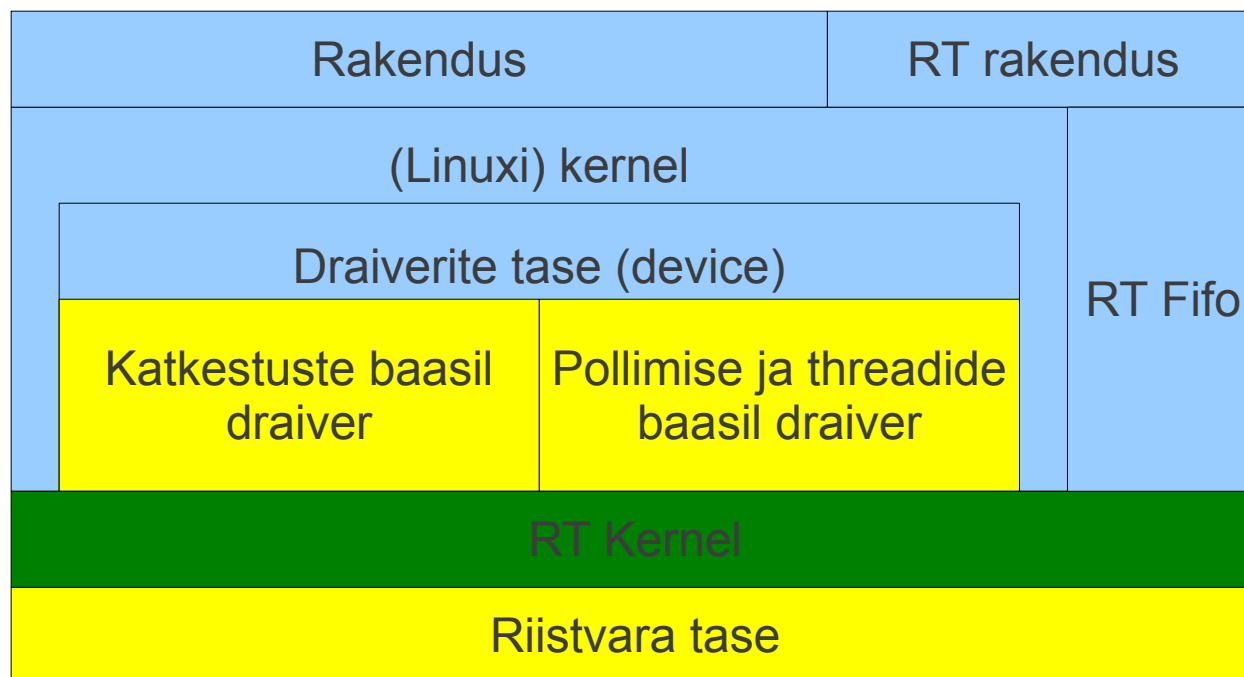 Rakendus
RT rakendus
(Linuxi) kernel
Draiverite tase (device)
RT Fifo
Katkestuste baasil
draiver
Pollimise ja threadide
baasil draiver
RT Kernel
Riistvara tase